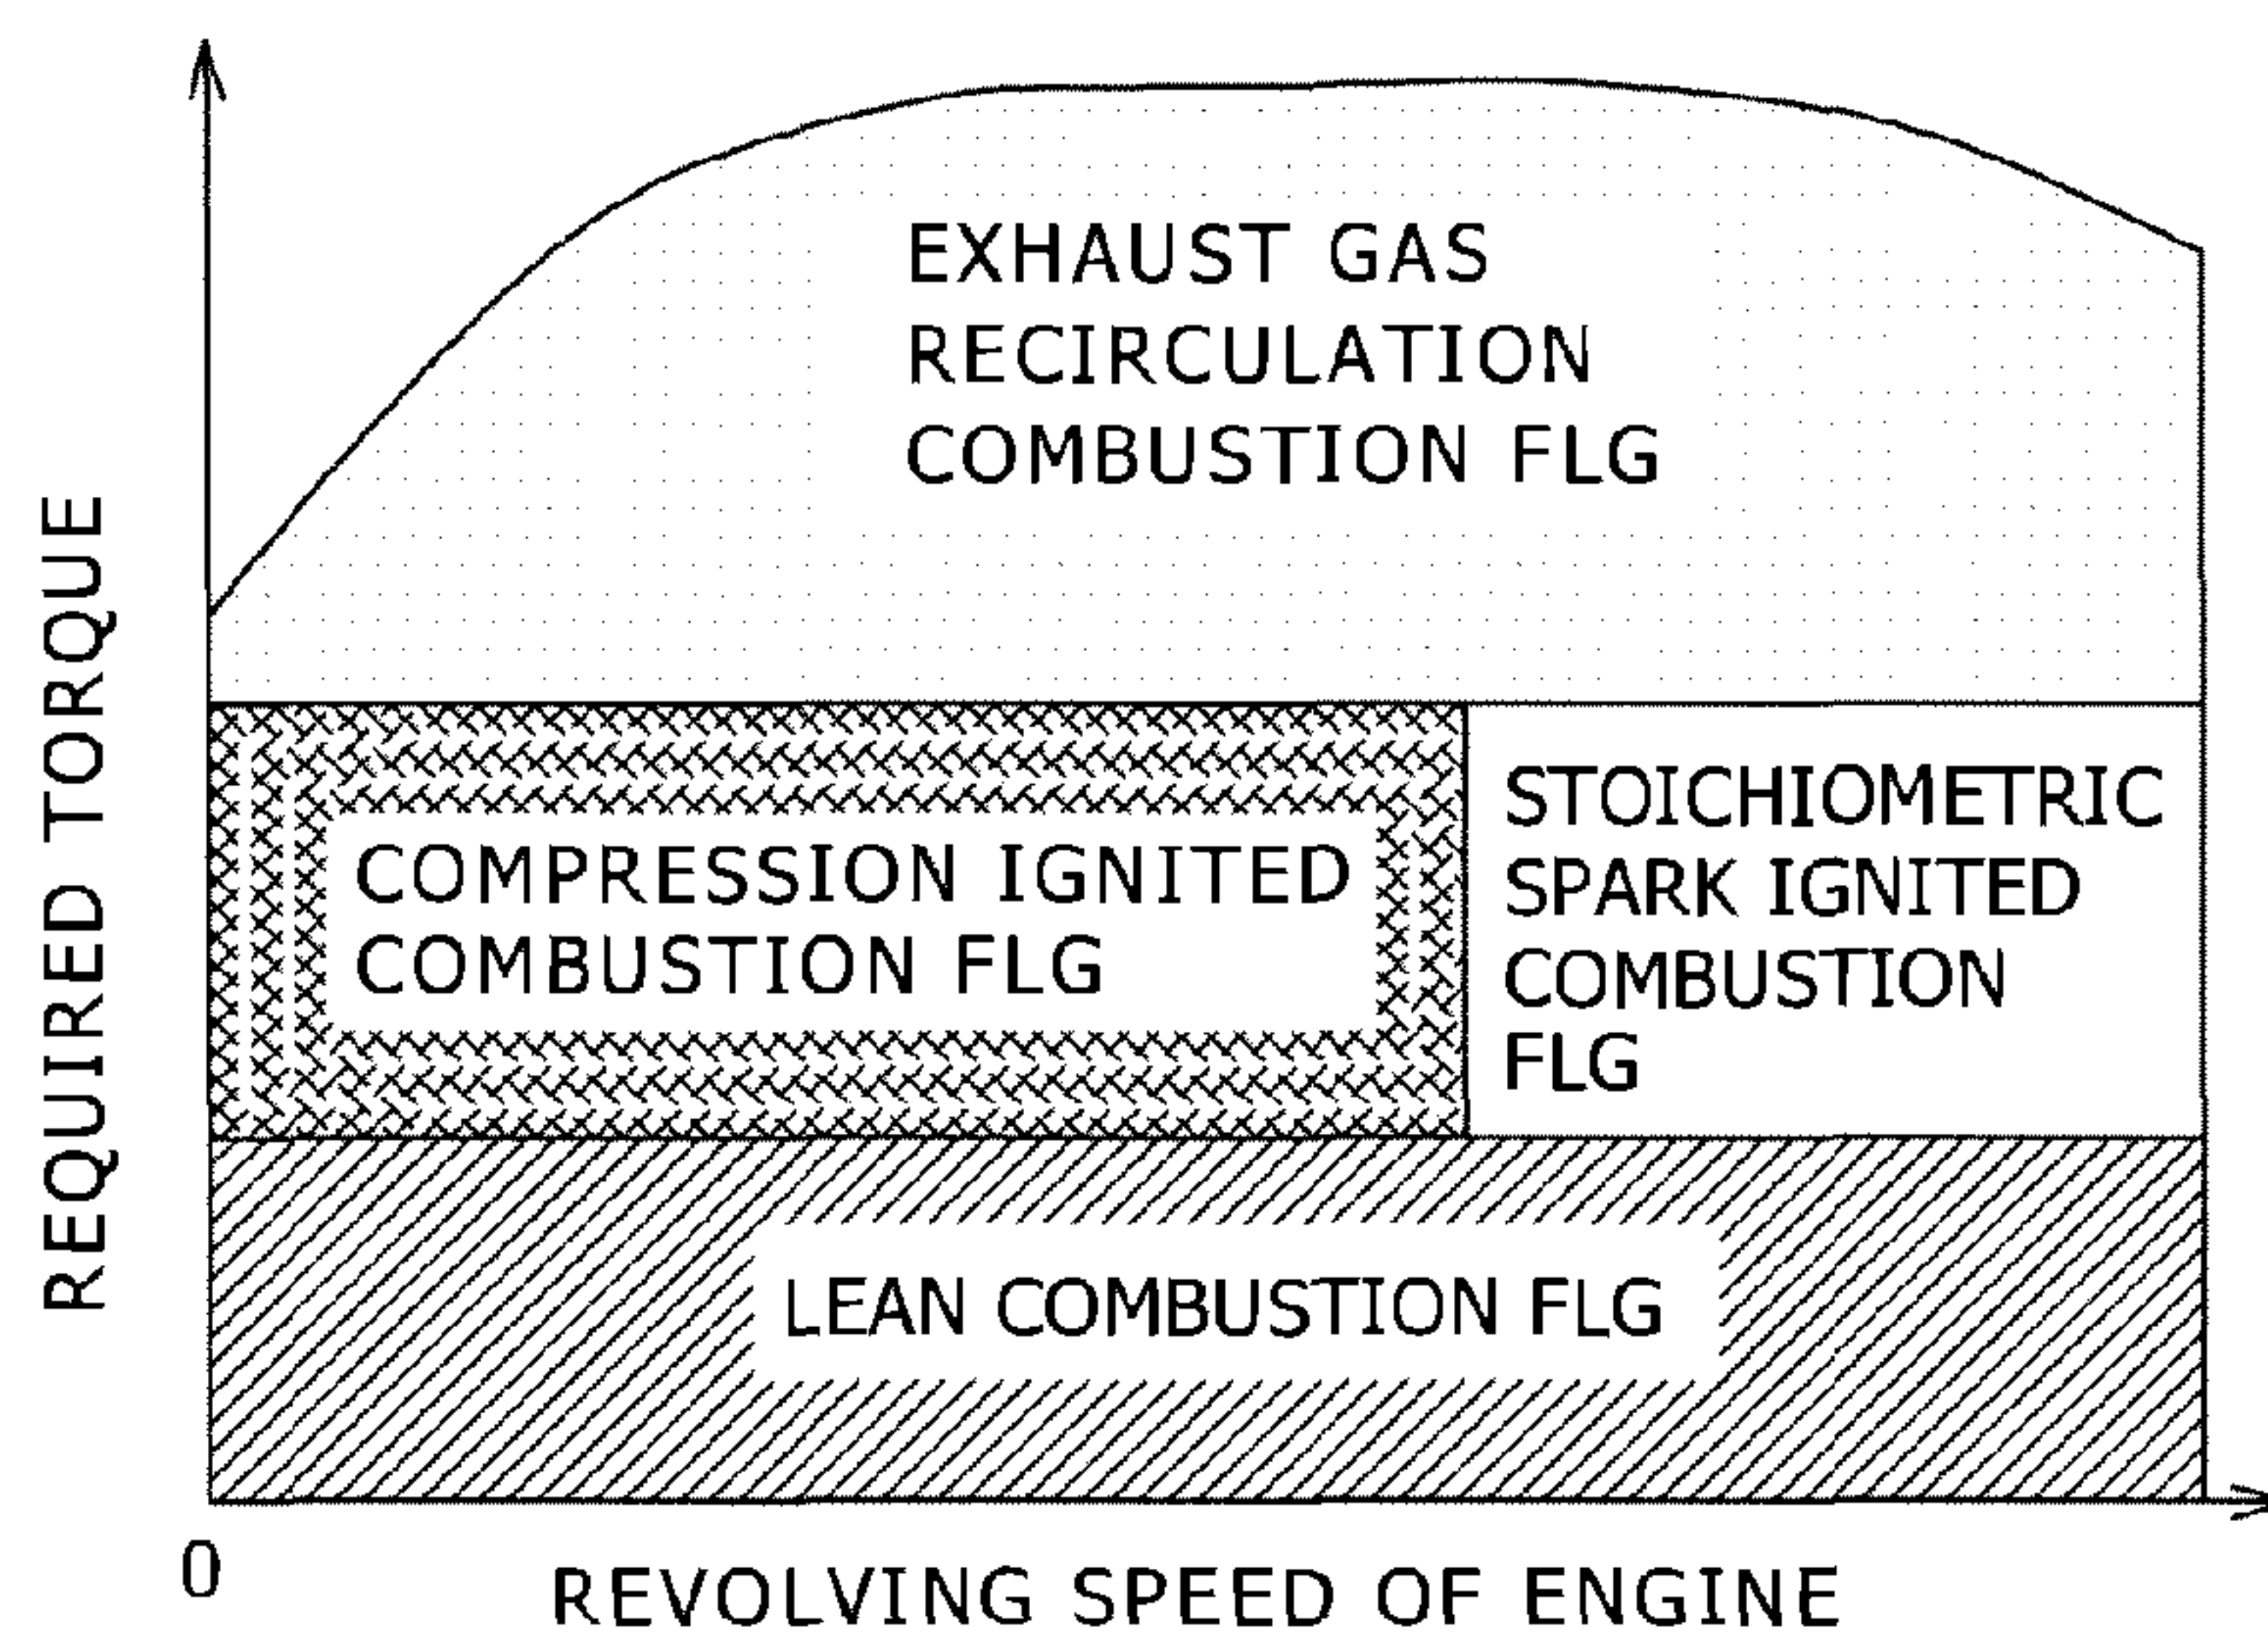 REQUIRED TORQUE
EXHAUST GAS
RECIRCULATION
COMBUSTION FLG
COMPRESSION IGNITED
COMBUSTION FLG
STOICHIOMETRIC
SPARK IGNITED
COMBUSTION
FLG
LEAN COMBUSTION FLG
0
REVOLVING SPEED OF ENGINE